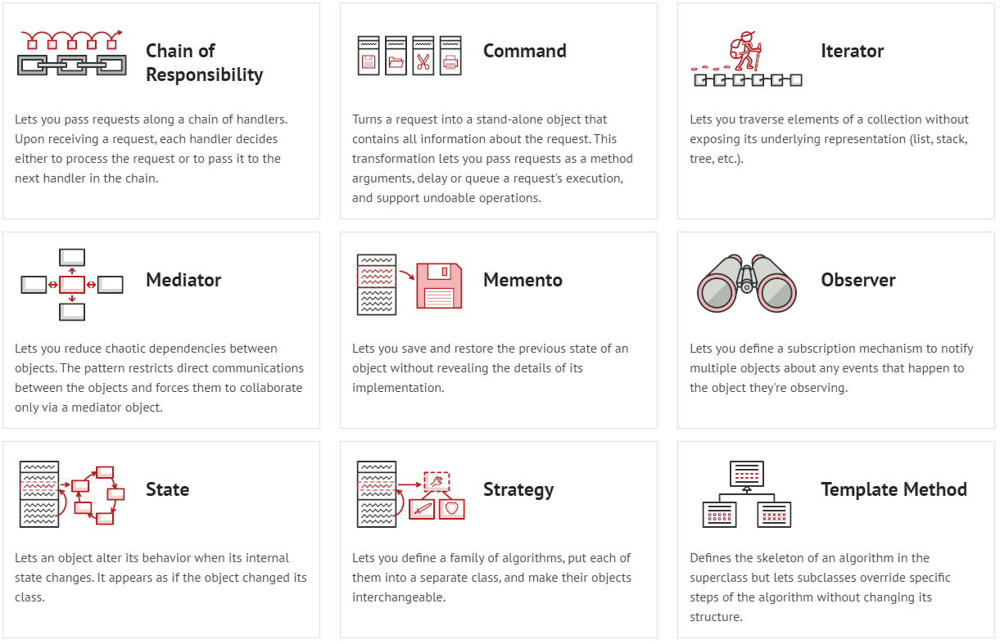 Chain of
Responsibility
Lets you pass requests along a chain of handlers.
Upon receiving a request, each handler decides
either to process the request or to pass it to the
next handler in the chain.
Command
Turns a request into a stand-alone object that
contains all information about the request. This
transformation lets you pass requests as a method
arguments, delay or queue a request's execution,
and support undoable operations.
Iterator
Lets you traverse elements of a collection without
exposing its underlying representation (list, stack,
tree, etc.).
Mediator
Lets you reduce chaotic dependencies between
objects. The pattern restricts direct communications
between the objects and forces them to collaborate
only via a mediator object.
Memento
Lets you save and restore the previous state of an
object without revealing the details of its
implementation.
Observer
Lets you define a subscription mechanism to notify
multiple objects about any events that happen to
the object they're observing.
State
Lets an object alter its behavior when its internal
state changes. It appears as if the object changed its
class.
Strategy
Lets you define a family of algorithms, put each of
them into a separate class, and make their objects
interchangeable.
Template Method
Defines the skeleton of an algorithm in the
superclass but lets subclasses override specific
steps of the algorithm without changing its
structure.